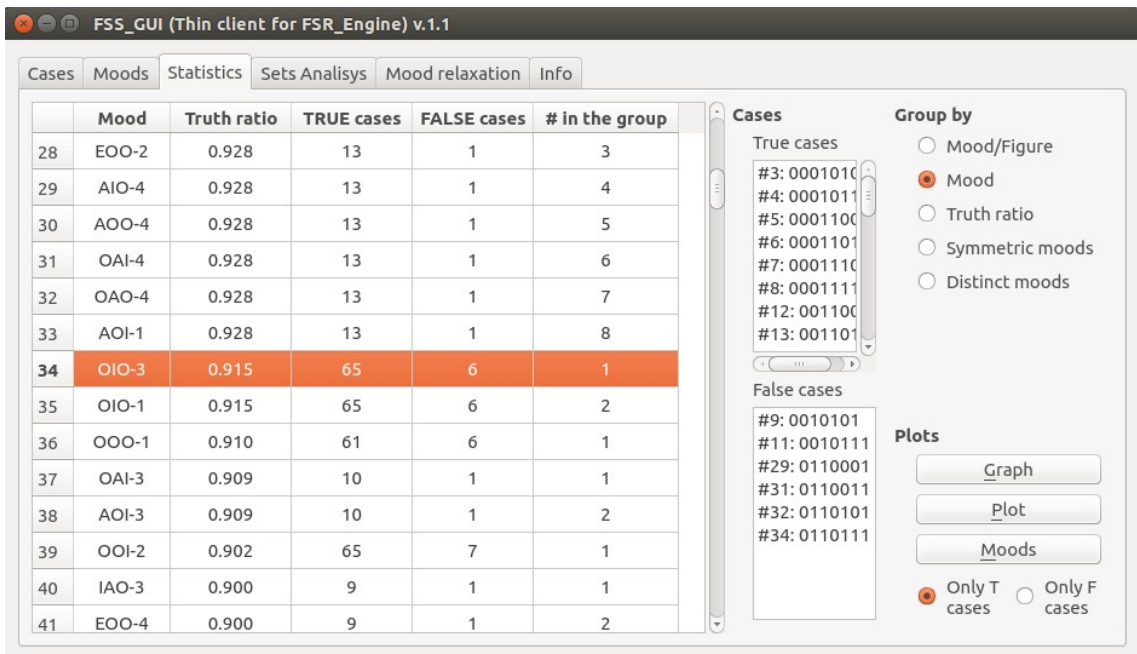 FSS_GUI (Thin client for FSR_Engine) v.1.1
Cases Moods Statistics Sets Analisys Mood relaxation Info
Mood Truth ratio TRUE cases FALSE cases # in the group
28 EOO-2 0.928 13 1 3
29 AIO-4 0.928 13 1 4
30 AOO-4 0.928 13 1 5
31 OAI-4 0.928 13 1 6
32 OAO-4 0.928 13 1 7
33 AOI-1 0.928 13 1 8
34 OIO-3 0.915 65 6 1
35 OIO-1 0.915 65 6 2
36 OOO-1 0.910 61 6 1
37 OAI-3 0.909 10 1 1
38 AOI-3 0.909 10 1 2
39 OOI-2 0.902 65 7 1
40 IAO-3 0.900 9 1 1
41 EOO-4 0.900 9 1 2
Cases
True cases
#3: 0001010
#4: 0001011
#5: 0001100
#6: 0001101
#7: 0001110
#8: 0001111
#12: 001100
#13: 001101
False cases
#9: 0010101
#11: 0010111
#29: 0110001
#31: 0110011
#32: 0110101
#34: 0110111
Group by
Mood/Figure
Mood
Truth ratio
Symmetric moods
Distinct moods
Plots
Graph
Plot
Moods
Only T cases
Only F cases